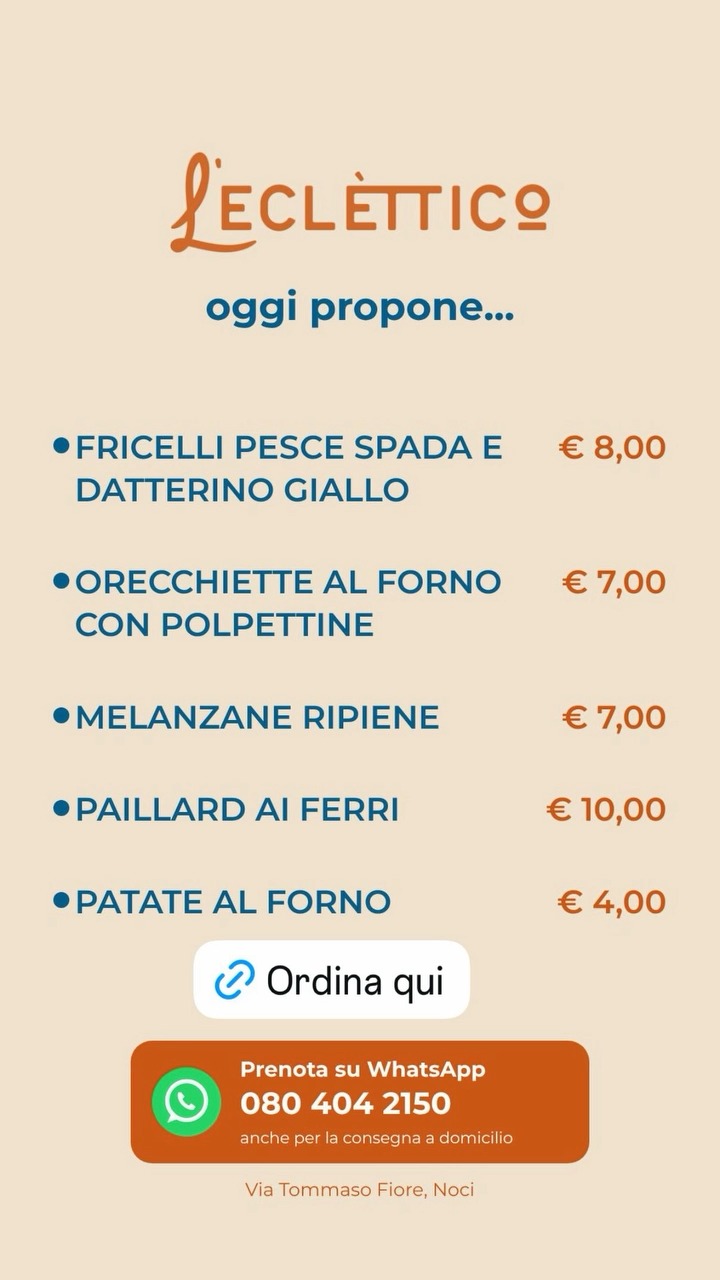 L'ECLÈTTICO
oggi propone...
•FRICELLI PESCE SPADA E € 8,00
DATTERINO GIALLO
•ORECCHIETTE AL FORNO € 7,00
CON POLPETTINE
•MELANZANE RIPIENE € 7,00
•PAILLARD AI FERRI € 10,00
•PATATE AL FORNO € 4,00
Ordina qui
Prenota su WhatsApp
080 404 2150
anche per la consegna a domicilio
Via Tommaso Fiore, Noci